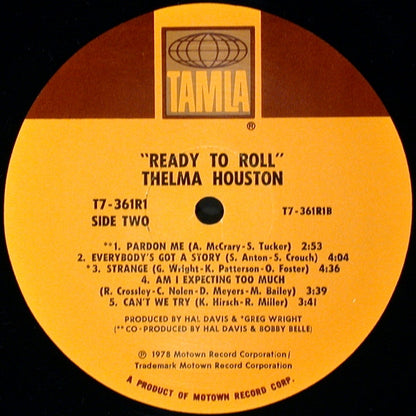 TAMLA
®
"READY TO ROLL"
THELMA HOUSTON
T7-361R1
SIDE TWO
T7-361R1B
**1. PARDON ME (A. McCrary-S. Tucker) 2:53
2. EVERYBODY'S GOT A STORY (S. Anton-S. Crouch) 4:04
*3. STRANGE (G. Wright-K. Patterson-O. Foster) 4:36
4. AM I EXPECTING TOO MUCH
(R. Crossley-C. Nolen-D. Meyers-M. Bailey) 3:39
5. CAN'T WE TRY (K. Hirsch-R. Miller) 3:41
PRODUCED BY HAL DAVIS & *GREG WRIGHT
(**CO-PRODUCED BY HAL DAVIS & BOBBY BELLE)
℗ 1978 Motown Record Corporation/
Trademark Motown Record Corporation.
A PRODUCT OF MOTOWN RECORD CORP.